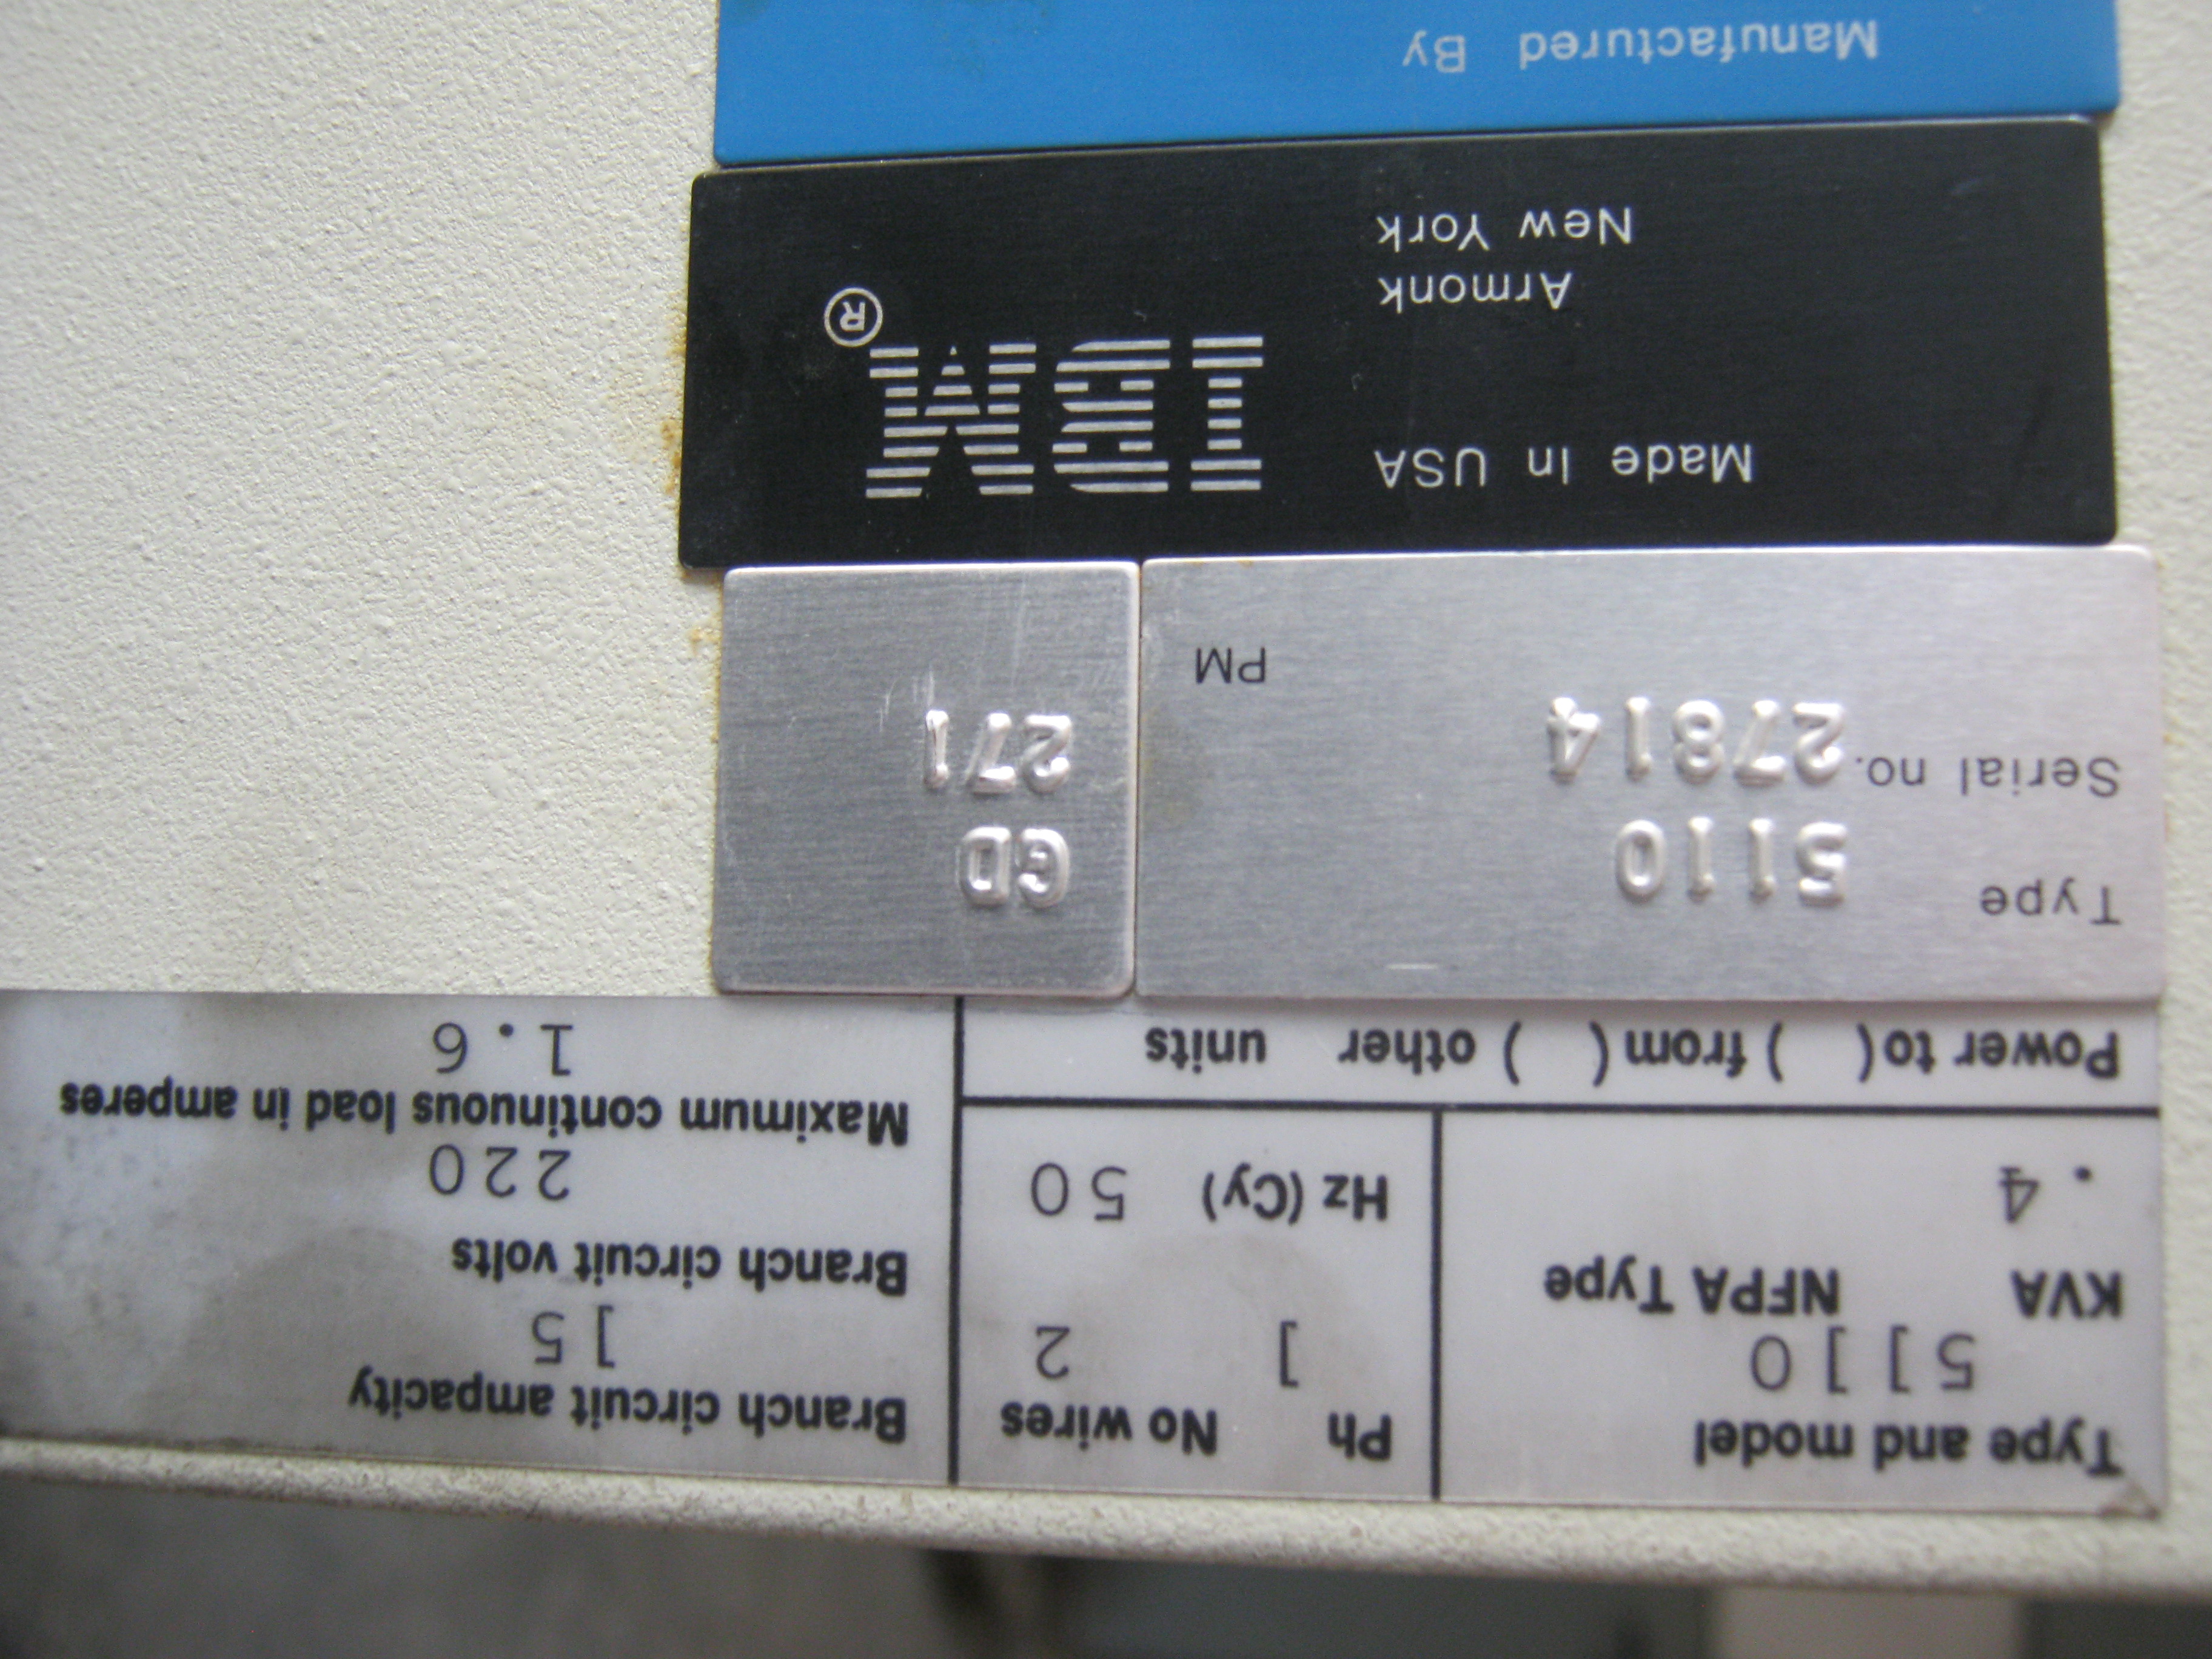 Type and model
5110
KVA NFPA Type
.4
Ph No wires
1 2
Hz (Cy) 50
Branch circuit ampacity
15
Branch circuit volts
220
Maximum continuous load in amperes
1.6
Power to ( ) from ( ) other units
Type 5110
Serial no. 27814
PM
GD
271
Made in USA
IBM®
Armonk
New York
Manufactured By